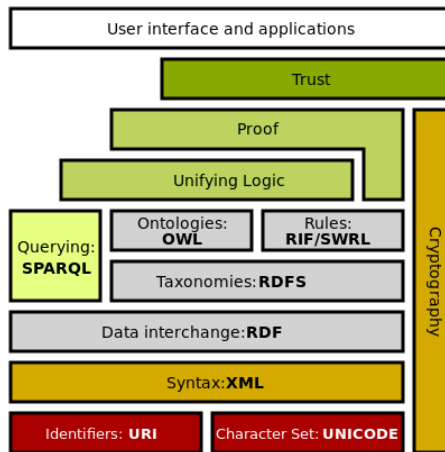 User interface and applications
Trust
Proof
Unifying Logic
Querying:
SPARQL
Ontologies:
OWL
Rules:
RIF/SWRL
Taxonomies:RDFS
Data interchange:RDF
Syntax:XML
Identifiers: URI
Character Set: UNICODE
Cryptography